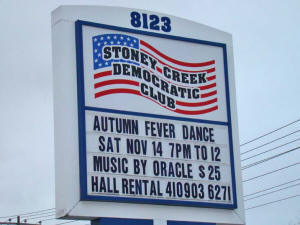 8123
STONEY CREEK
DEMOCRATIC
CLUB
AUTUMN FEVER DANCE
SAT NOV 14 7PM TO 12
MUSIC BY ORACLE $25
HALL RENTAL 410903 6271